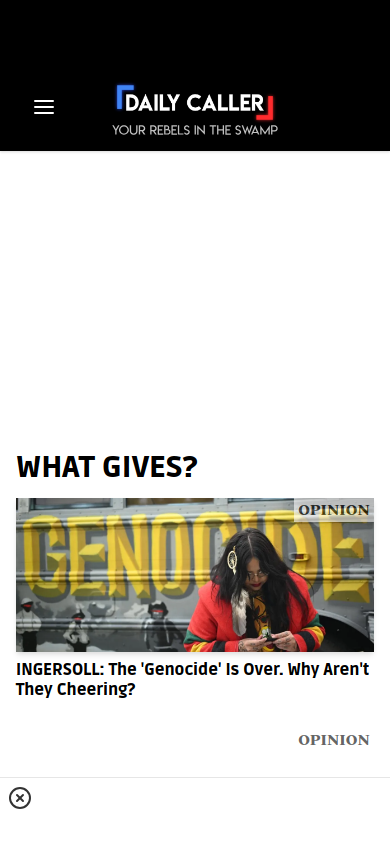 DAILY CALLER
YOUR REBELS IN THE SWAMP
WHAT GIVES?
OPINION
GENOCIDE
INGERSOLL: The 'Genocide' Is Over. Why Aren't
They Cheering?
OPINION